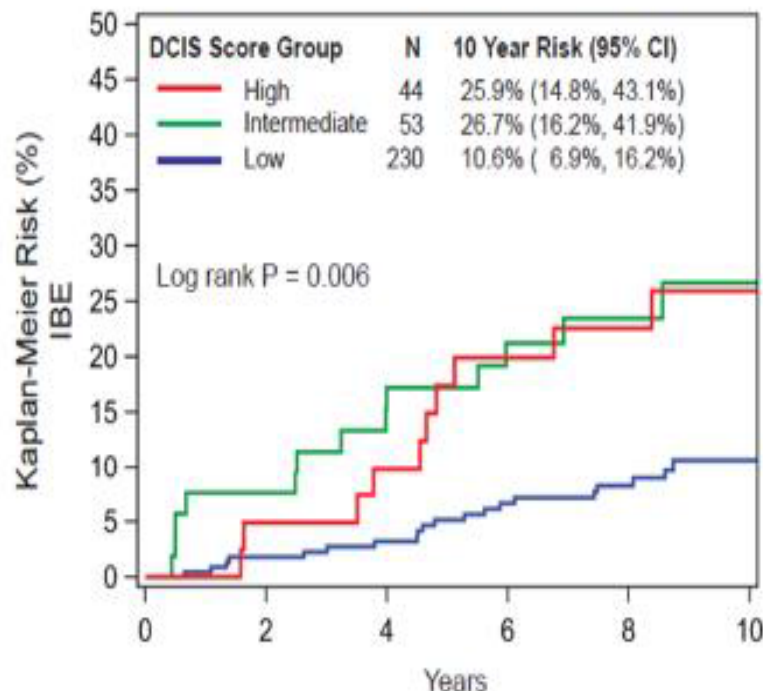 DCIS Score Group N 10 Year Risk (95% CI)
High 44 25.9% (14.8%, 43.1%)
Intermediate 53 26.7% (16.2%, 41.9%)
Low 230 10.6% ( 6.9%, 16.2%)
Log rank P = 0.006
Kaplan-Meier Risk (%)
IBE
50
45
40
35
30
25
20
15
10
5
0
0 2 4 6 8 10
Years